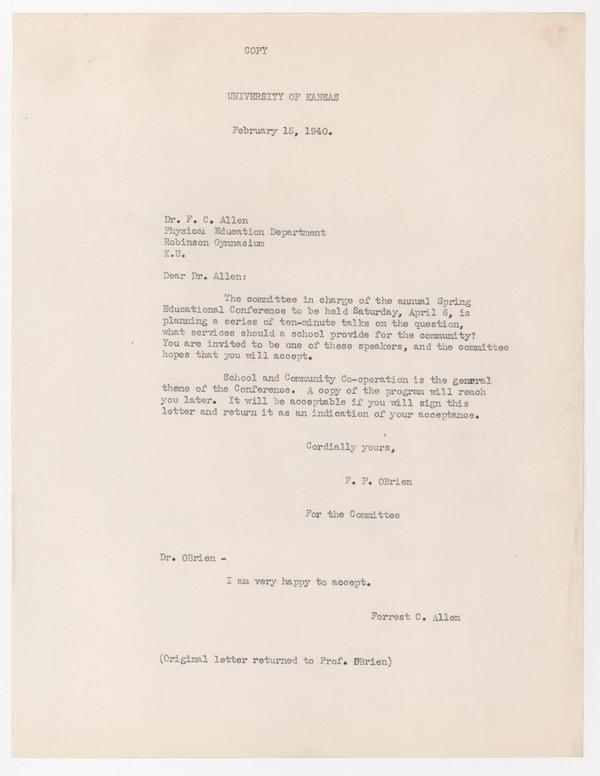 COPY
UNIVERSITY OF KANSAS
February 15, 1940.
Dr. F. C. Allen
Physical Education Department
Robinson Gymnasium
K.U.
Dear Dr. Allen:
The committee in charge of the annual Spring
Educational Conference to be held Saturday, April 6, is
planning a series of ten-minute talks on the question,
what services should a school provide for the community?
You are invited to be one of these speakers, and the committee
hopes that you will accept.
School and Community Co-operation is the general
theme of the Conference. A copy of the program will reach
you later. It will be acceptable if you will sign this
letter and return it as an indication of your acceptance.
Cordially yours,
F. P. OBrien
For the Committee
Dr. OBrien -
I am very happy to accept.
Forrest C. Allen
(Original letter returned to Prof. OBrien)